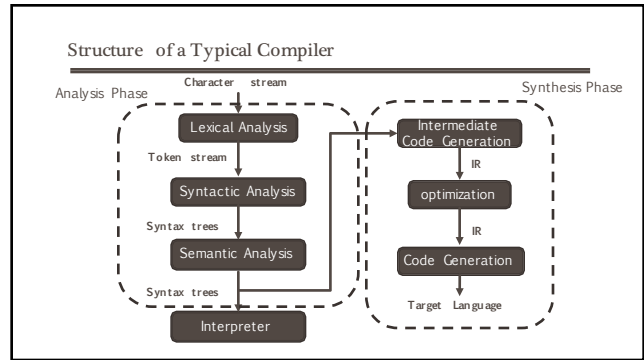 Structure of a Typical Compiler
Character stream
Analysis Phase
Synthesis Phase
Lexical Analysis
Token stream
Syntactic Analysis
Syntax trees
Semantic Analysis
Syntax trees
Interpreter
Intermediate
Code Generation
IR
optimization
IR
Code Generation
Target Language